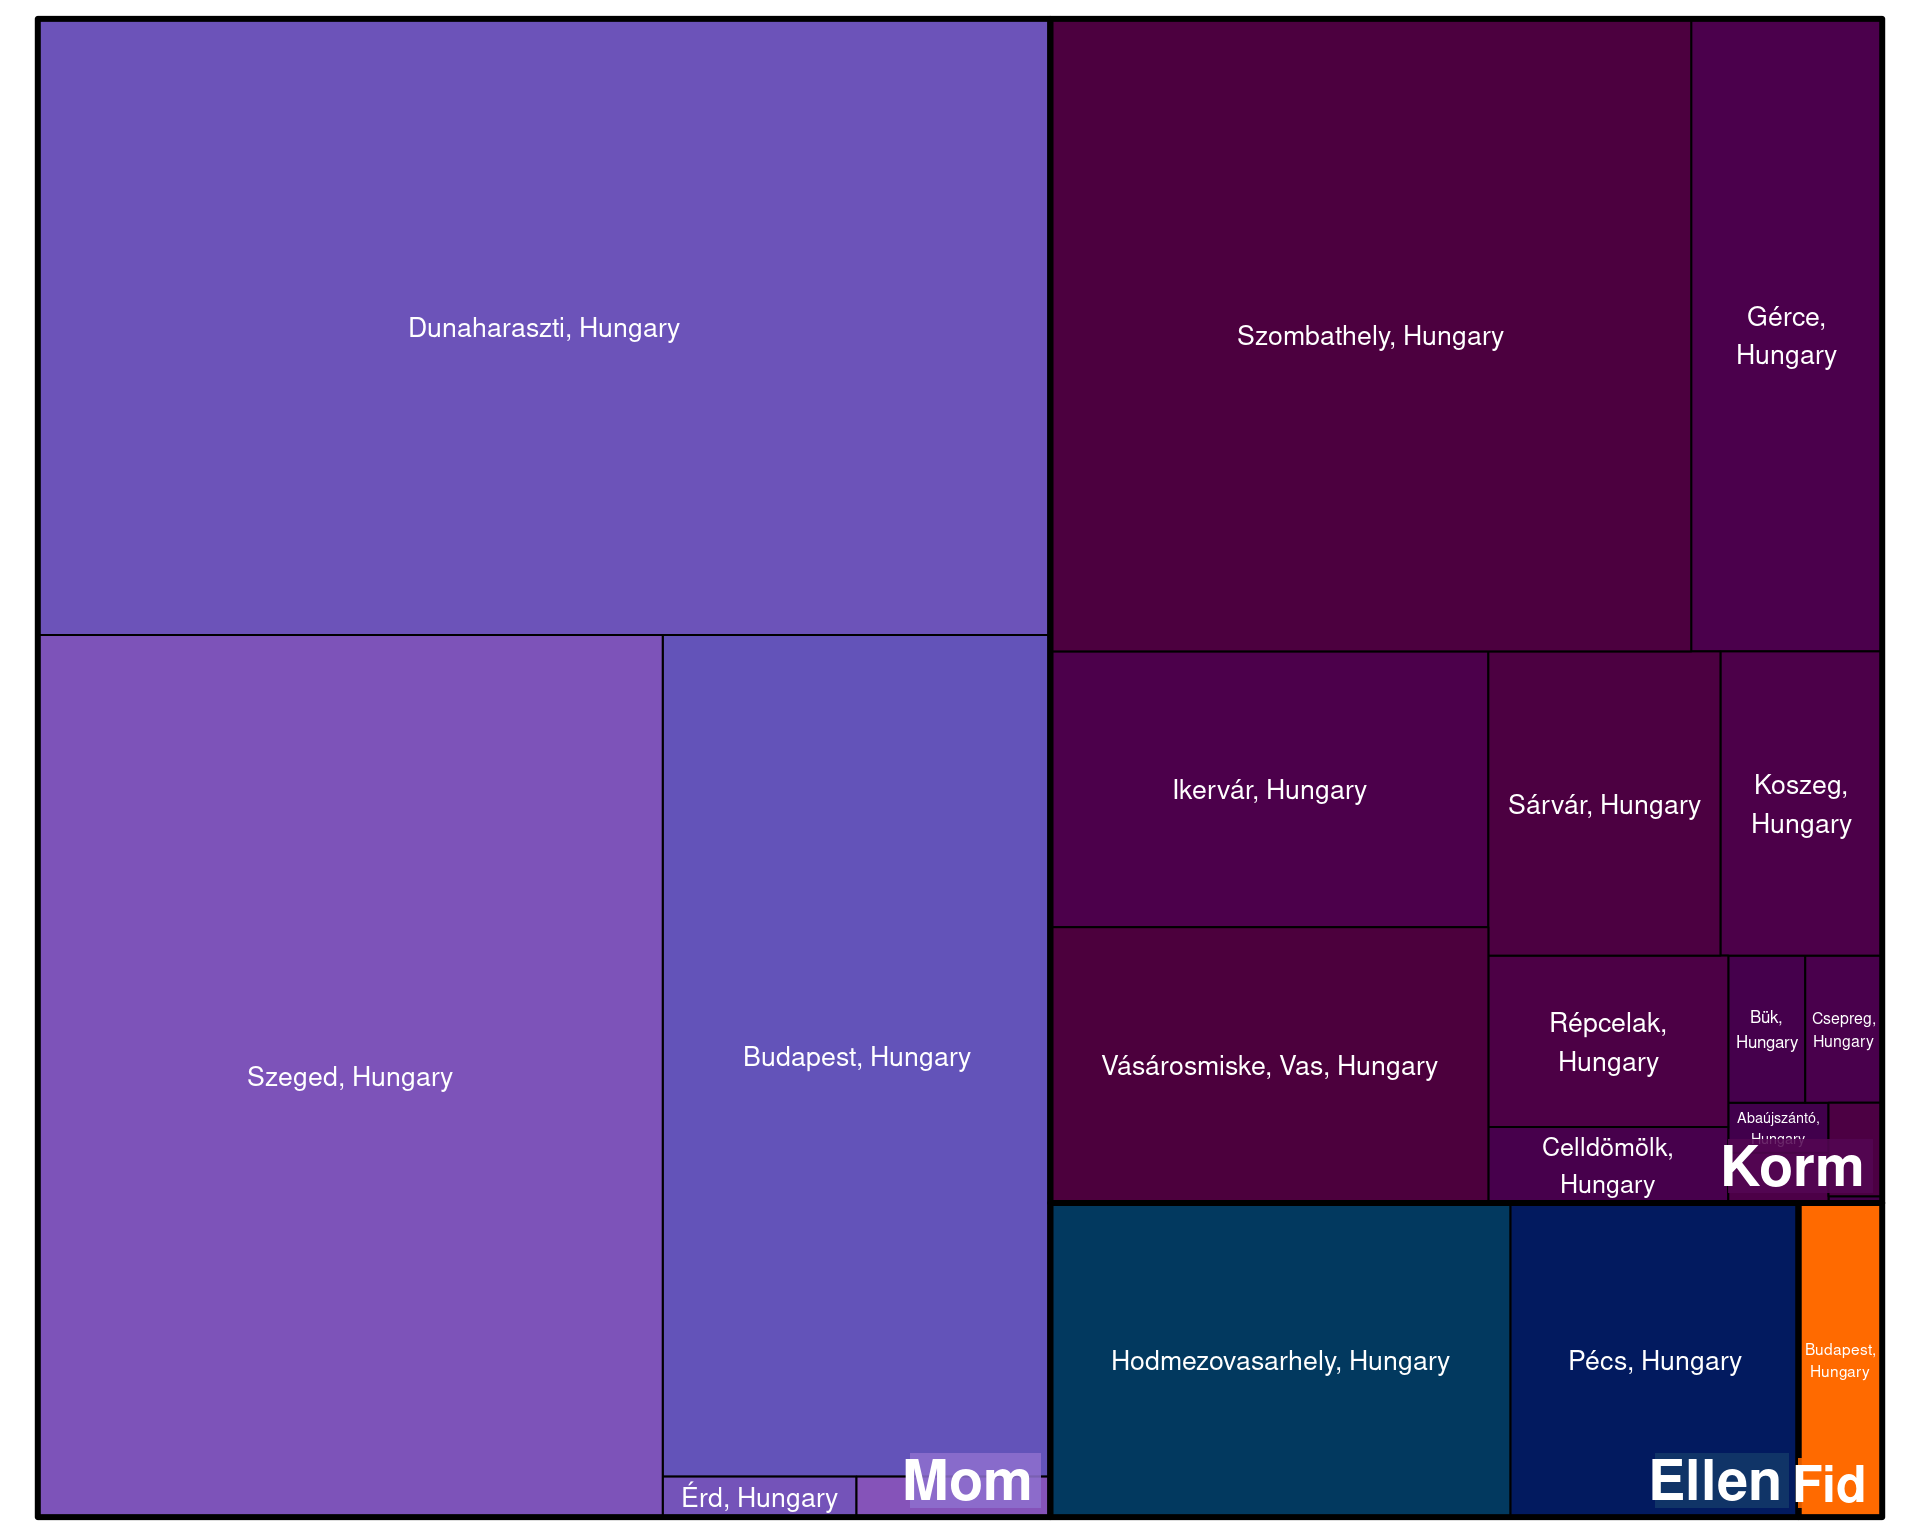 Dunaharaszti, Hungary
Szeged, Hungary
Budapest, Hungary
Érd, Hungary
Mom
Szombathely, Hungary
Gérce,
Hungary
Ikervár, Hungary
Sárvár, Hungary
Koszeg,
Hungary
Vásárosmiske, Vas, Hungary
Répcelak,
Hungary
Bük,
Hungary
Csepreg,
Hungary
Celldömölk,
Hungary
Abaújszántó,
Hungary
Korm
Hodmezovasarhely, Hungary
Pécs, Hungary
Ellen
Budapest,
Hungary
Fid